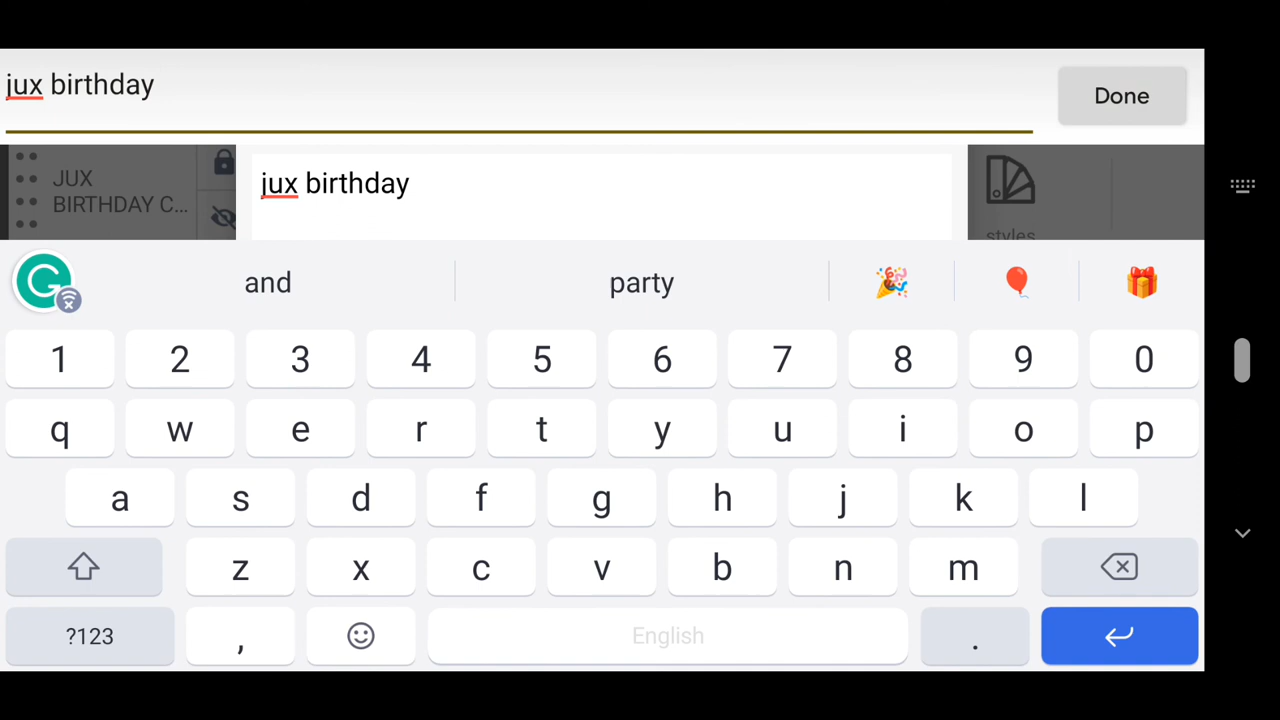 jux birthday
Done
JUX
BIRTHDAY C...
jux birthday
styles
and party
1 2 3 4 5 6 7 8 9 0
q w e r t y u i o p
a s d f g h j k l
z x c v b n m
?123 , English .